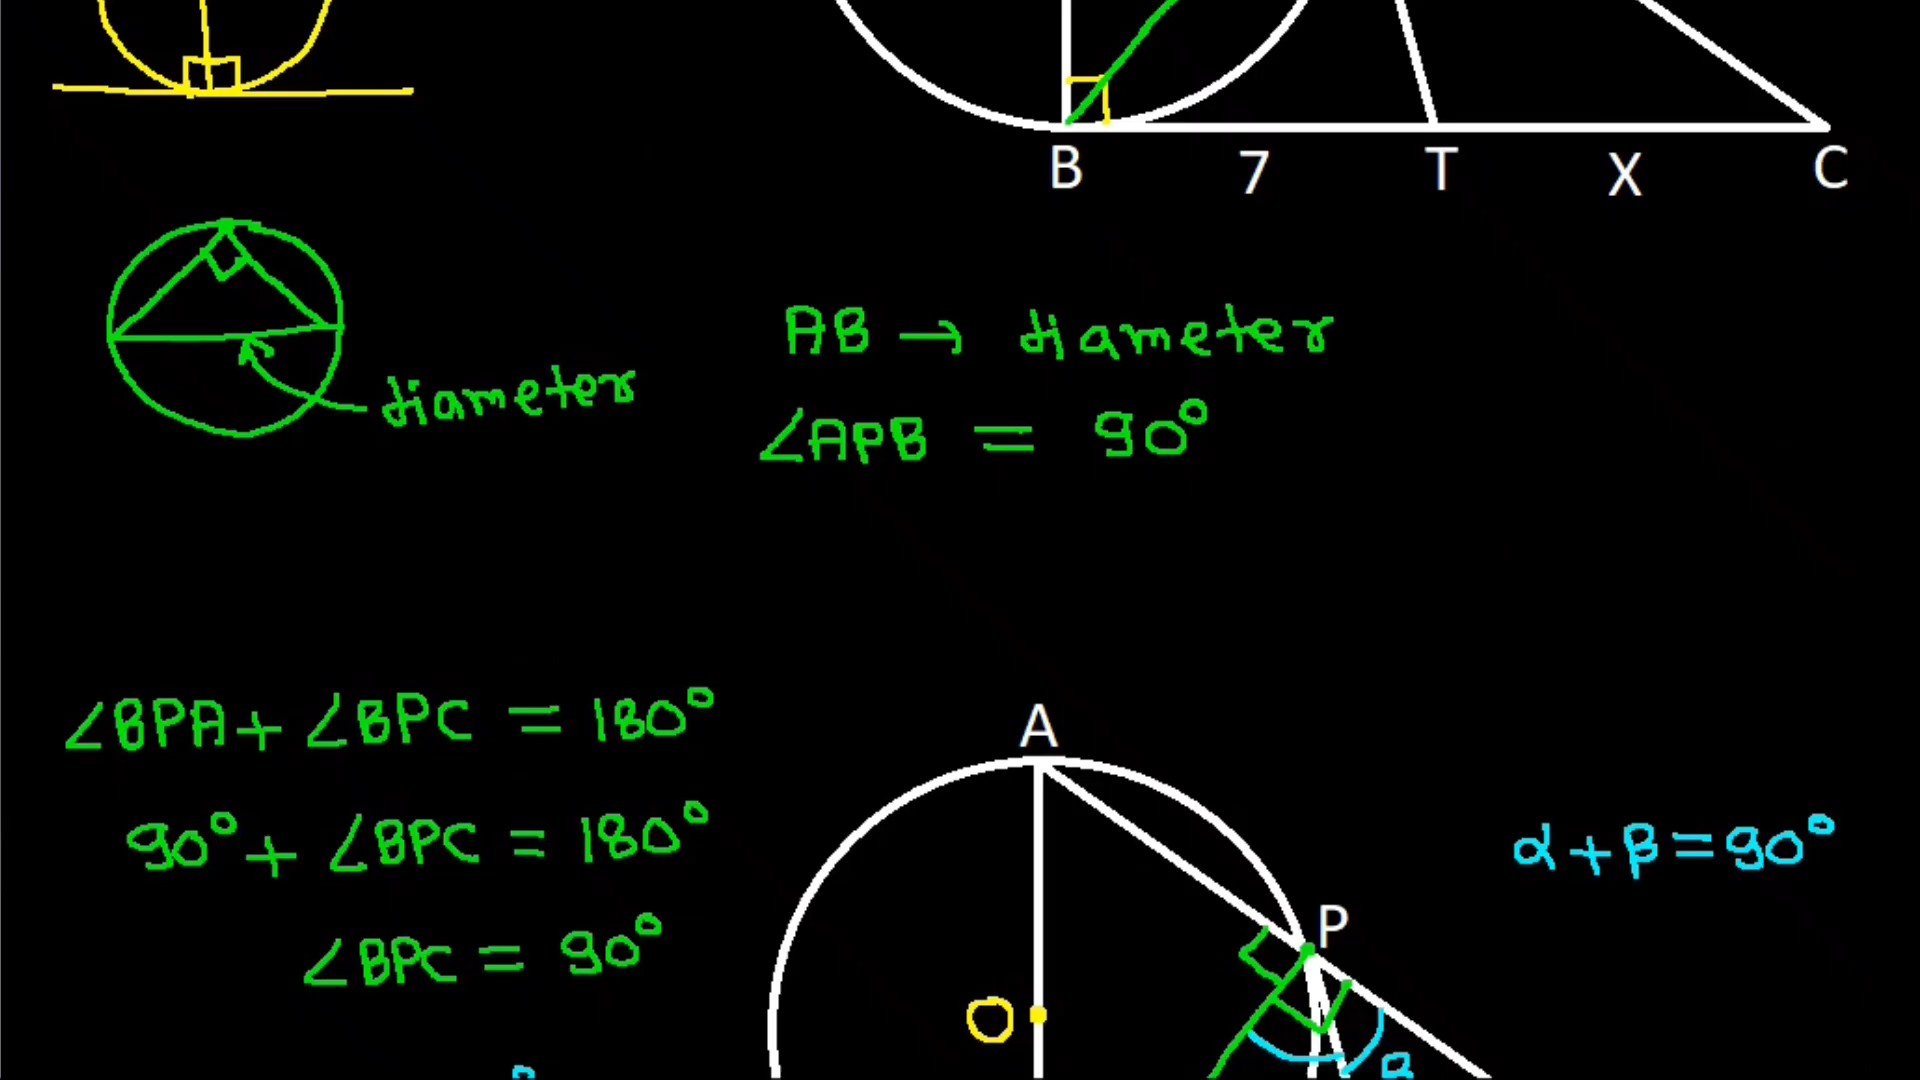 B 7 T X C
AB → diameter
diameter
∠APB = 90°
∠BPA + ∠BPC = 180°
A
90° + ∠BPC = 180°
α + β = 90°
P
∠BPC = 90°
O